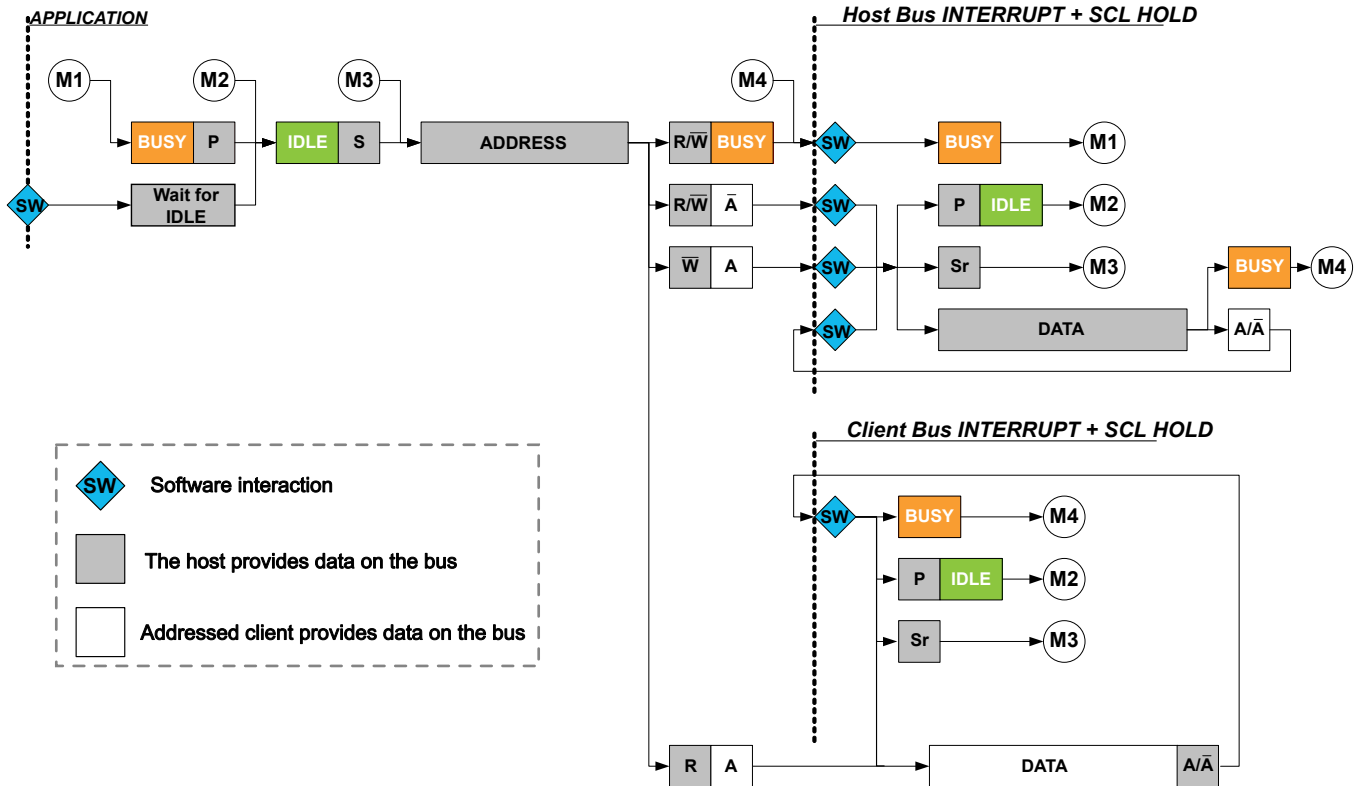 APPLICATION
Host Bus INTERRUPT + SCL HOLD
M1
M2
M3
M4
BUSY P
IDLE S
ADDRESS
R/W̅ BUSY
SW
BUSY
M1
SW
Wait for
IDLE
R/W̅ A̅
SW
P IDLE
M2
W̅ A
SW
Sr
M3
BUSY
M4
SW
DATA
A/A̅
Client Bus INTERRUPT + SCL HOLD
SW
BUSY
M4
P IDLE
M2
Sr
M3
R A
DATA
A/A̅
SW Software interaction
The host provides data on the bus
Addressed client provides data on the bus